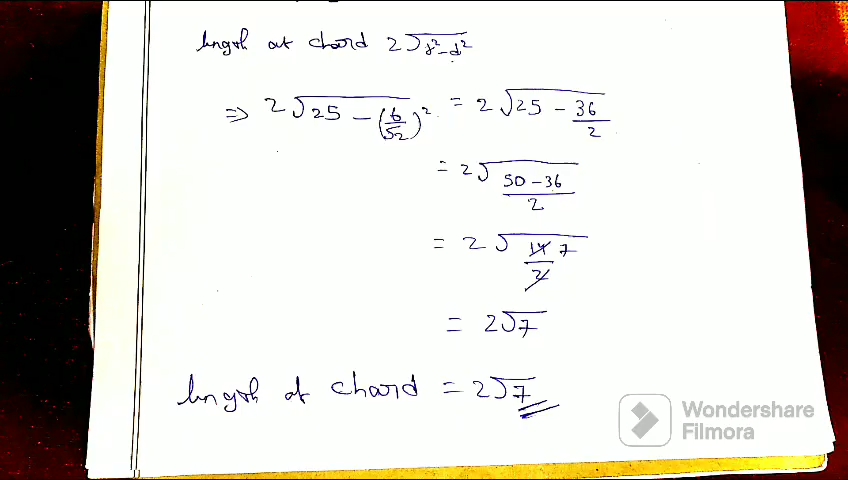 length of chord 2√r²-d²
⇒ 2√25 - (6/√2)² = 2√25 - 36/2
= 2√50-36/2
= 2√14/2 7
= 2√7
length of chord = 2√7
Wondershare
Filmora